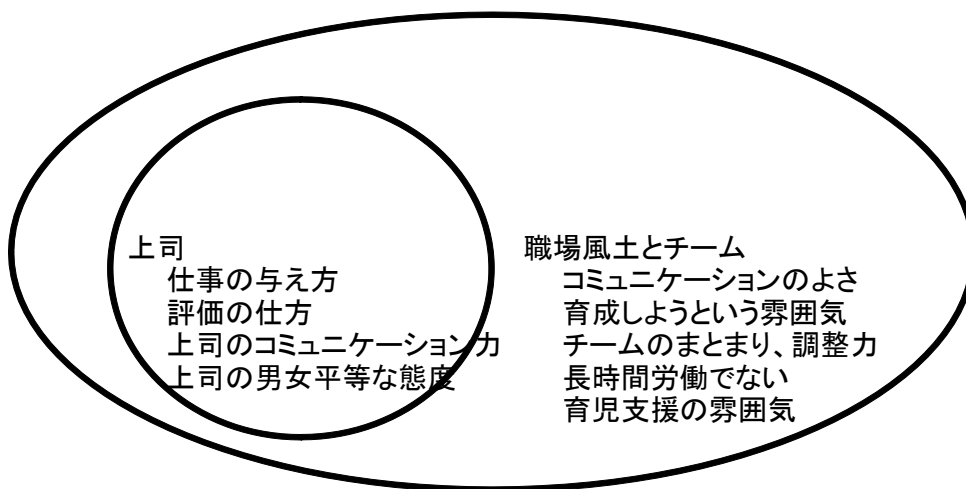 上司
仕事の与え方
評価の仕方
上司のコミュニケーション力
上司の男女平等な態度
職場風土とチーム
コミュニケーションのよさ
育成しようという雰囲気
チームのまとまり、調整力
長時間労働でない
育児支援の雰囲気